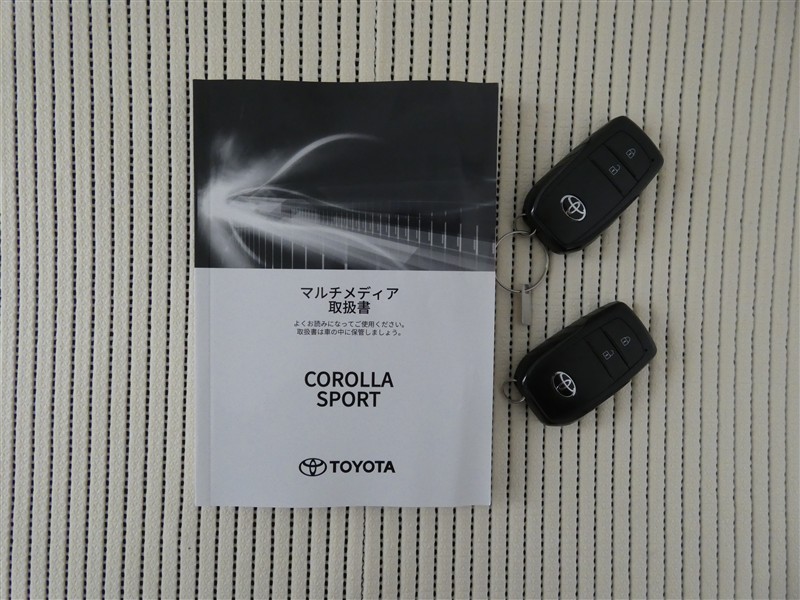 マルチメディア
取扱書
よくお読みになってご使用ください。
取扱書は車の中に保管しましょう。
COROLLA
SPORT
TOYOTA